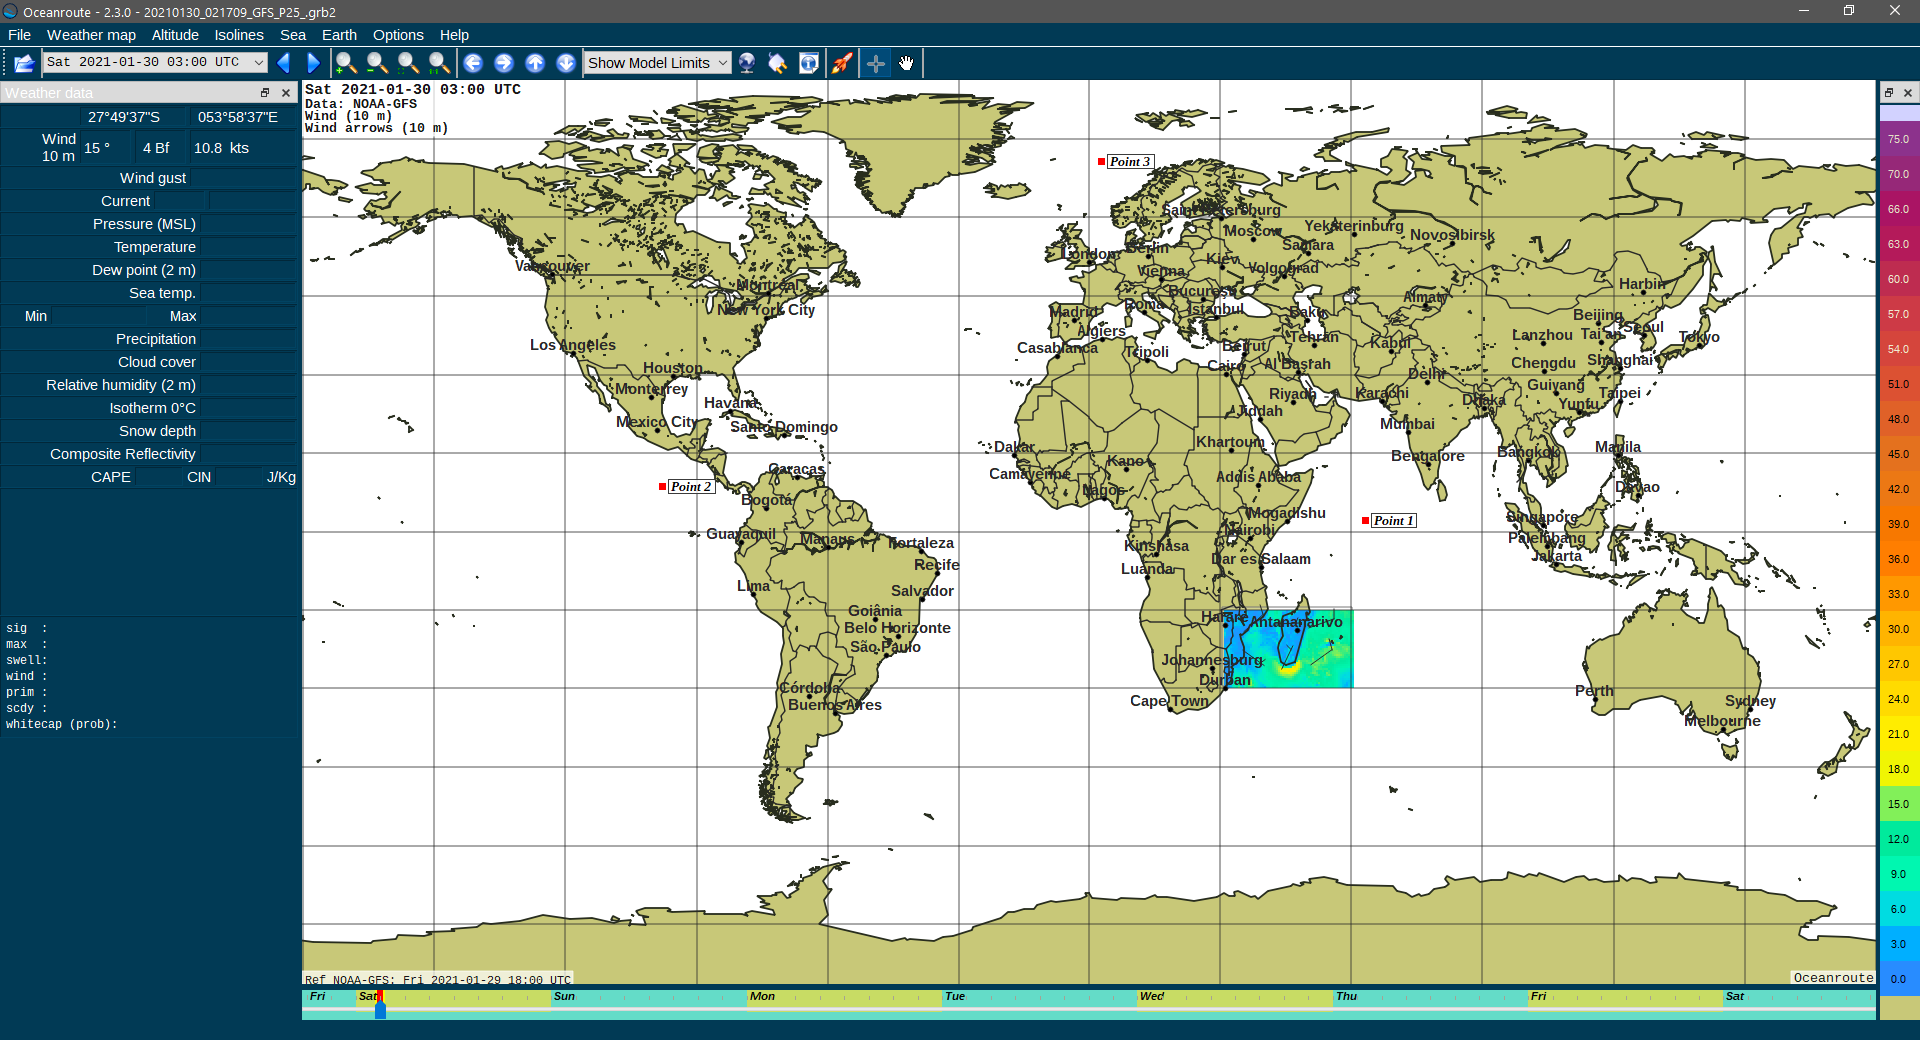 Oceanroute - 2.3.0 - 20210130_021709_GFS_P25_.grb2
File Weather map Altitude Isolines Sea Earth Options Help
Sat 2021-01-30 03:00 UTC
Show Model Limits
Weather data
27°49'37"S 053°58'37"E
Wind
10 m 15 ° 4 Bf 10.8 kts
Wind gust
Current
Pressure (MSL)
Temperature
Dew point (2 m)
Sea temp.
Min Max
Precipitation
Cloud cover
Relative humidity (2 m)
Isotherm 0°C
Snow depth
Composite Reflectivity
CAPE CIN J/Kg
sig :
max :
swell:
wind :
prim :
scdy :
whitecap (prob):
Sat 2021-01-30 03:00 UTC
Data: NOAA-GFS
Wind (10 m)
Wind arrows (10 m)
Point 3
Saint Petersburg
Moscow
Yekaterinburg
Novosibirsk
Samara
London
Berlin
Kiev
Volgograd
Vienna
Vancouver
Montréal
New York City
Bucureşti
Almaty
Harbin
Roma
Istanbul
Madrid
Baku
Beijing
Algiers
Seoul
Los Angeles
Casablanca
Tripoli
Beirut
Tehran
Kabul
Lanzhou
Tai'an
Tokyo
Houston
Cairo
Al Başrah
Delhi
Chengdu
Shanghai
Monterrey
Riyadh
Karachi
Guiyang
Taipei
Havana
Jiddah
Dhaka
Yunfu
Mexico City
Santo Domingo
Mumbai
Dakar
Khartoum
Bengalore
Bangkok
Manila
Caracas
Camayenne
Kano
Addis Ababa
Point 2
Bogotá
Lagos
Davao
Mogadishu
Point 1
Singapore
Guayaquil
Manaus
Fortaleza
Nairobi
Palembang
Kinshasa
Jakarta
Recife
Luanda
Dar es Salaam
Lima
Salvador
Goiânia
Harare
Antananarivo
Belo Horizonte
São Paulo
Johannesburg
Córdoba
Durban
Perth
Buenos Aires
Cape Town
Sydney
Melbourne
Ref NOAA-GFS: Fri 2021-01-29 18:00 UTC
Oceanroute
75.0
70.0
66.0
63.0
60.0
57.0
54.0
51.0
48.0
45.0
42.0
39.0
36.0
33.0
30.0
27.0
24.0
21.0
18.0
15.0
12.0
9.0
6.0
3.0
0.0
Fri Sat Sun Mon Tue Wed Thu Fri Sat